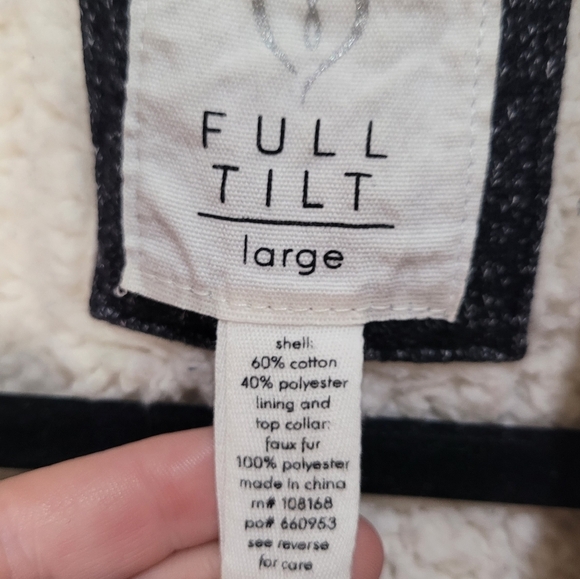 FULL
TILT
large
shell:
60% cotton
40% polyester
lining and
top collar:
faux fur
100% polyester
made in china
rn# 108168
po# 660953
see reverse
for care